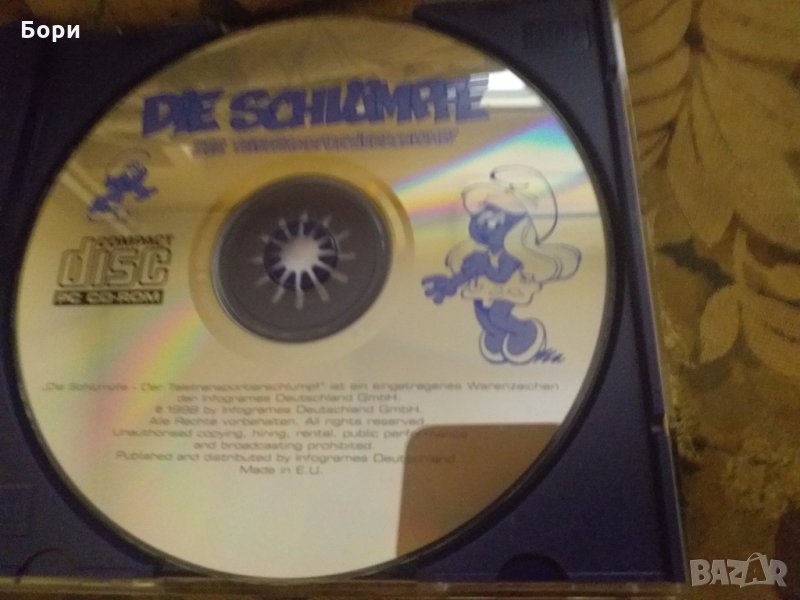 Бори
DIE SCHLÜMPFE
COMPACT
disc
PC CD-ROM
„Die Schlümpfe - Der Teletransportierschlumpf" ist ein eingetragenes Warenzeichen
der Infogrames Deutschland GmbH.
© 1998 by Infogrames Deutschland GmbH.
Alle Rechte vorbehalten. All rights reserved
Unauthorised copying, hiring, rental, public performance
and broadcasting prohibited.
Published and distributed by Infogrames Deutschland
Made in E.U.
BAZAR